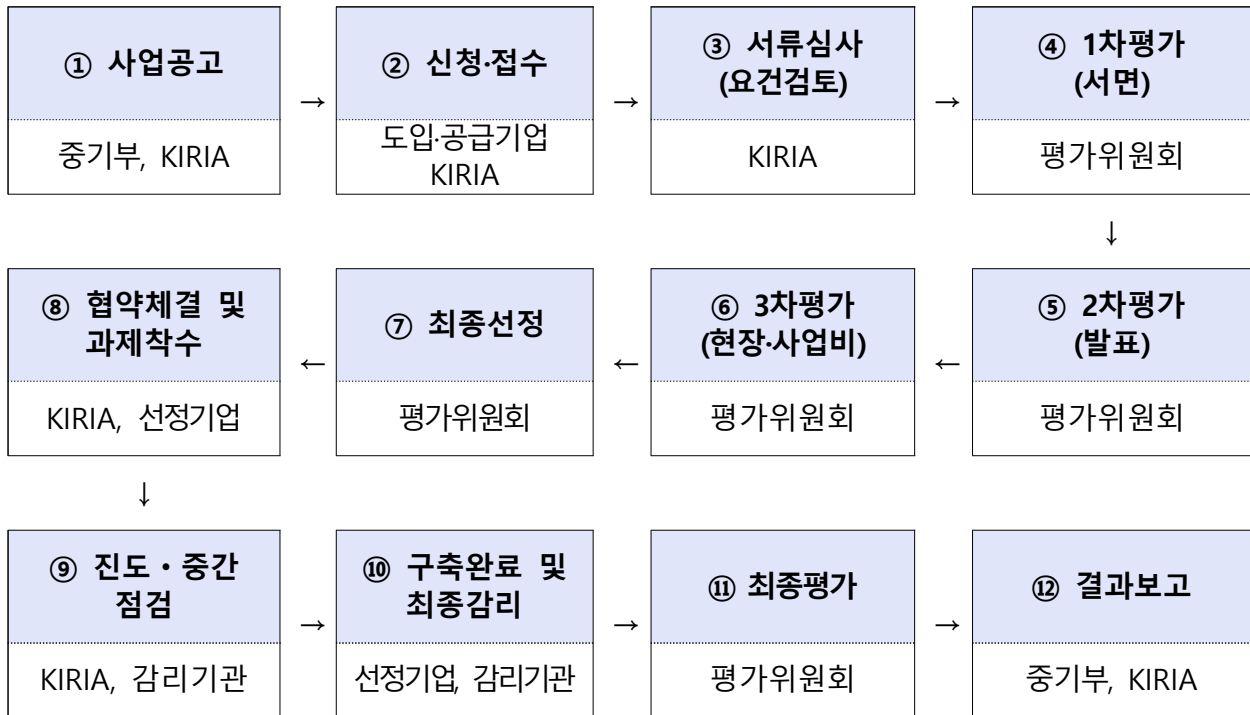 ① 사업공고
중기부, KIRIA
→
② 신청·접수
도입·공급기업
KIRIA
→
③ 서류심사
(요건검토)
KIRIA
→
④ 1차평가
(서면)
평가위원회
↓
⑤ 2차평가
(발표)
평가위원회
←
⑥ 3차평가
(현장·사업비)
평가위원회
←
⑦ 최종선정
평가위원회
←
⑧ 협약체결 및
과제착수
KIRIA, 선정기업
↓
⑨ 진도·중간
점검
KIRIA, 감리기관
→
⑩ 구축완료 및
최종감리
선정기업, 감리기관
→
⑪ 최종평가
평가위원회
→
⑫ 결과보고
중기부, KIRIA